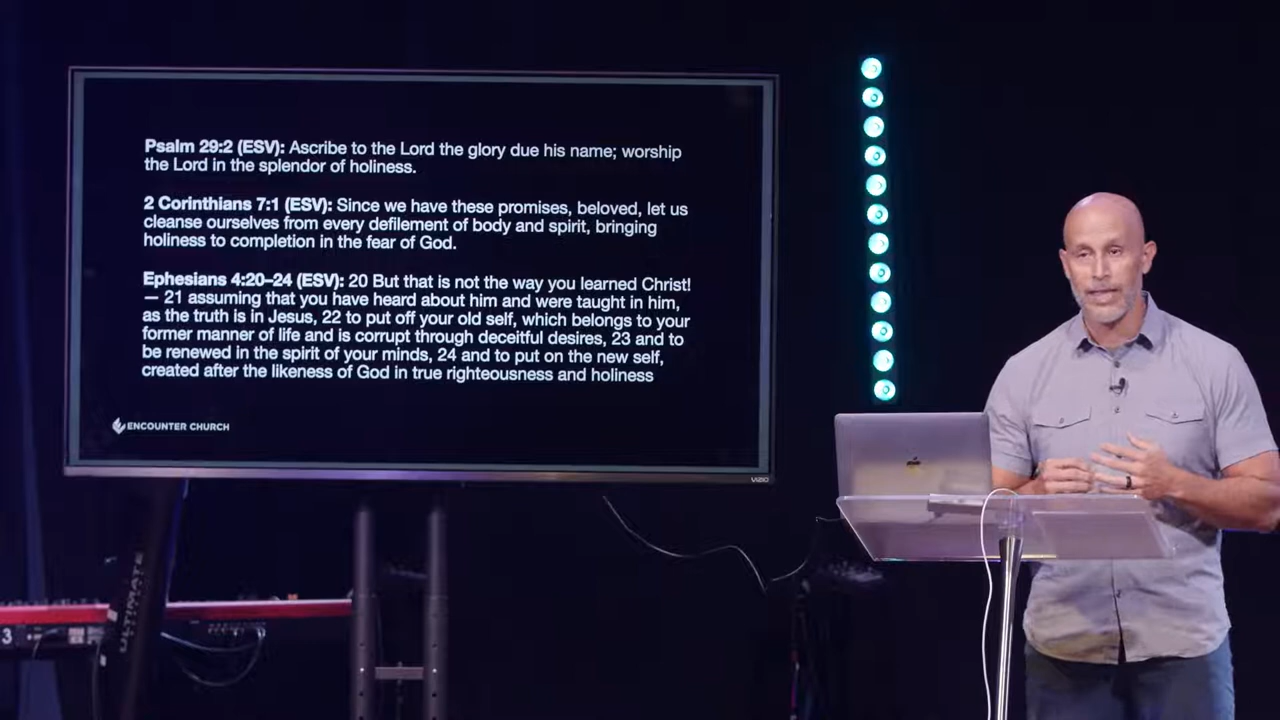 Psalm 29:2 (ESV): Ascribe to the Lord the glory due his name; worship
the Lord in the splendor of holiness.
2 Corinthians 7:1 (ESV): Since we have these promises, beloved, let us
cleanse ourselves from every defilement of body and spirit, bringing
holiness to completion in the fear of God.
Ephesians 4:20–24 (ESV): 20 But that is not the way you learned Christ!
— 21 assuming that you have heard about him and were taught in him,
as the truth is in Jesus, 22 to put off your old self, which belongs to your
former manner of life and is corrupt through deceitful desires, 23 and to
be renewed in the spirit of your minds, 24 and to put on the new self,
created after the likeness of God in true righteousness and holiness
ENCOUNTER CHURCH
VIZIO
ULTIMATE
3